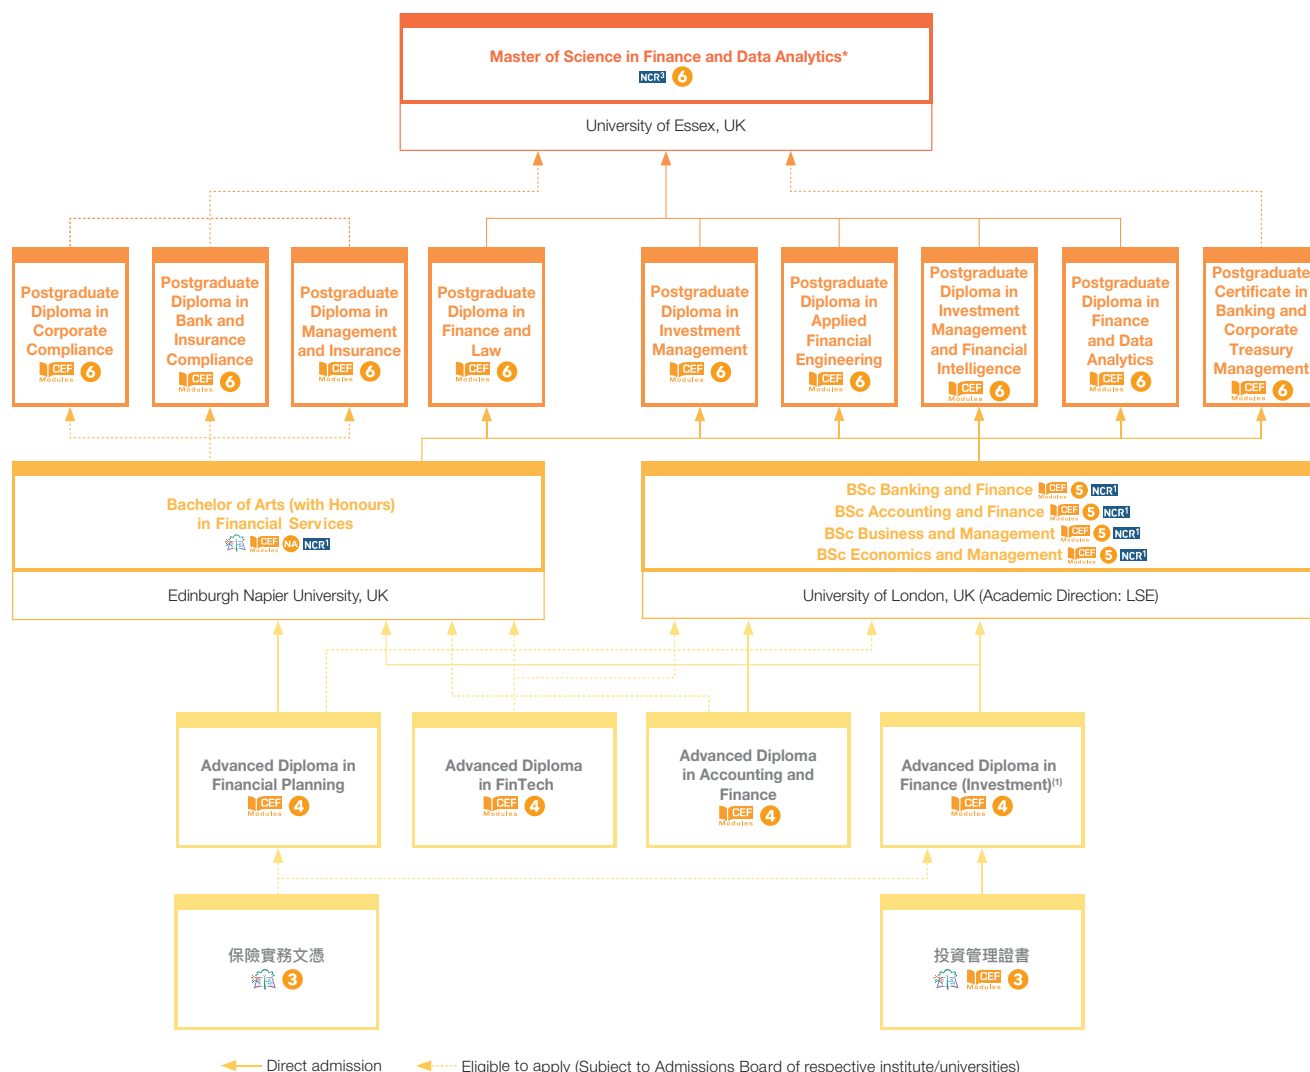 Master of Science in Finance and Data Analytics*
NCR3 6
University of Essex, UK
Postgraduate
Diploma in
Corporate
Compliance
CEF Modules 6
Postgraduate
Diploma in
Bank and
Insurance
Compliance
CEF Modules 6
Postgraduate
Diploma in
Management
and Insurance
CEF Modules 6
Postgraduate
Diploma in
Finance and
Law
CEF Modules 6
Postgraduate
Diploma in
Investment
Management
CEF Modules 6
Postgraduate
Diploma in
Applied
Financial
Engineering
CEF Modules 6
Postgraduate
Diploma in
Investment
Management
and Financial
Intelligence
CEF Modules 6
Postgraduate
Diploma in
Finance
and Data
Analytics
CEF Modules 6
Postgraduate
Certificate in
Banking and
Corporate
Treasury
Management
CEF Modules 6
Bachelor of Arts (with Honours)
in Financial Services
CEF Modules NA NCR1
Edinburgh Napier University, UK
BSc Banking and Finance CEF Modules 5 NCR1
BSc Accounting and Finance CEF Modules 5 NCR1
BSc Business and Management CEF Modules 5 NCR1
BSc Economics and Management CEF Modules 5 NCR1
University of London, UK (Academic Direction: LSE)
Advanced Diploma in
Financial Planning
CEF Modules 4
Advanced Diploma
in FinTech
CEF Modules 4
Advanced Diploma
in Accounting and
Finance
CEF Modules 4
Advanced Diploma in
Finance (Investment)(1)
CEF Modules 4
保險實務文憑
3
投資管理證書
CEF Modules 3
Direct admission
Eligible to apply (Subject to Admissions Board of respective institute/universities)